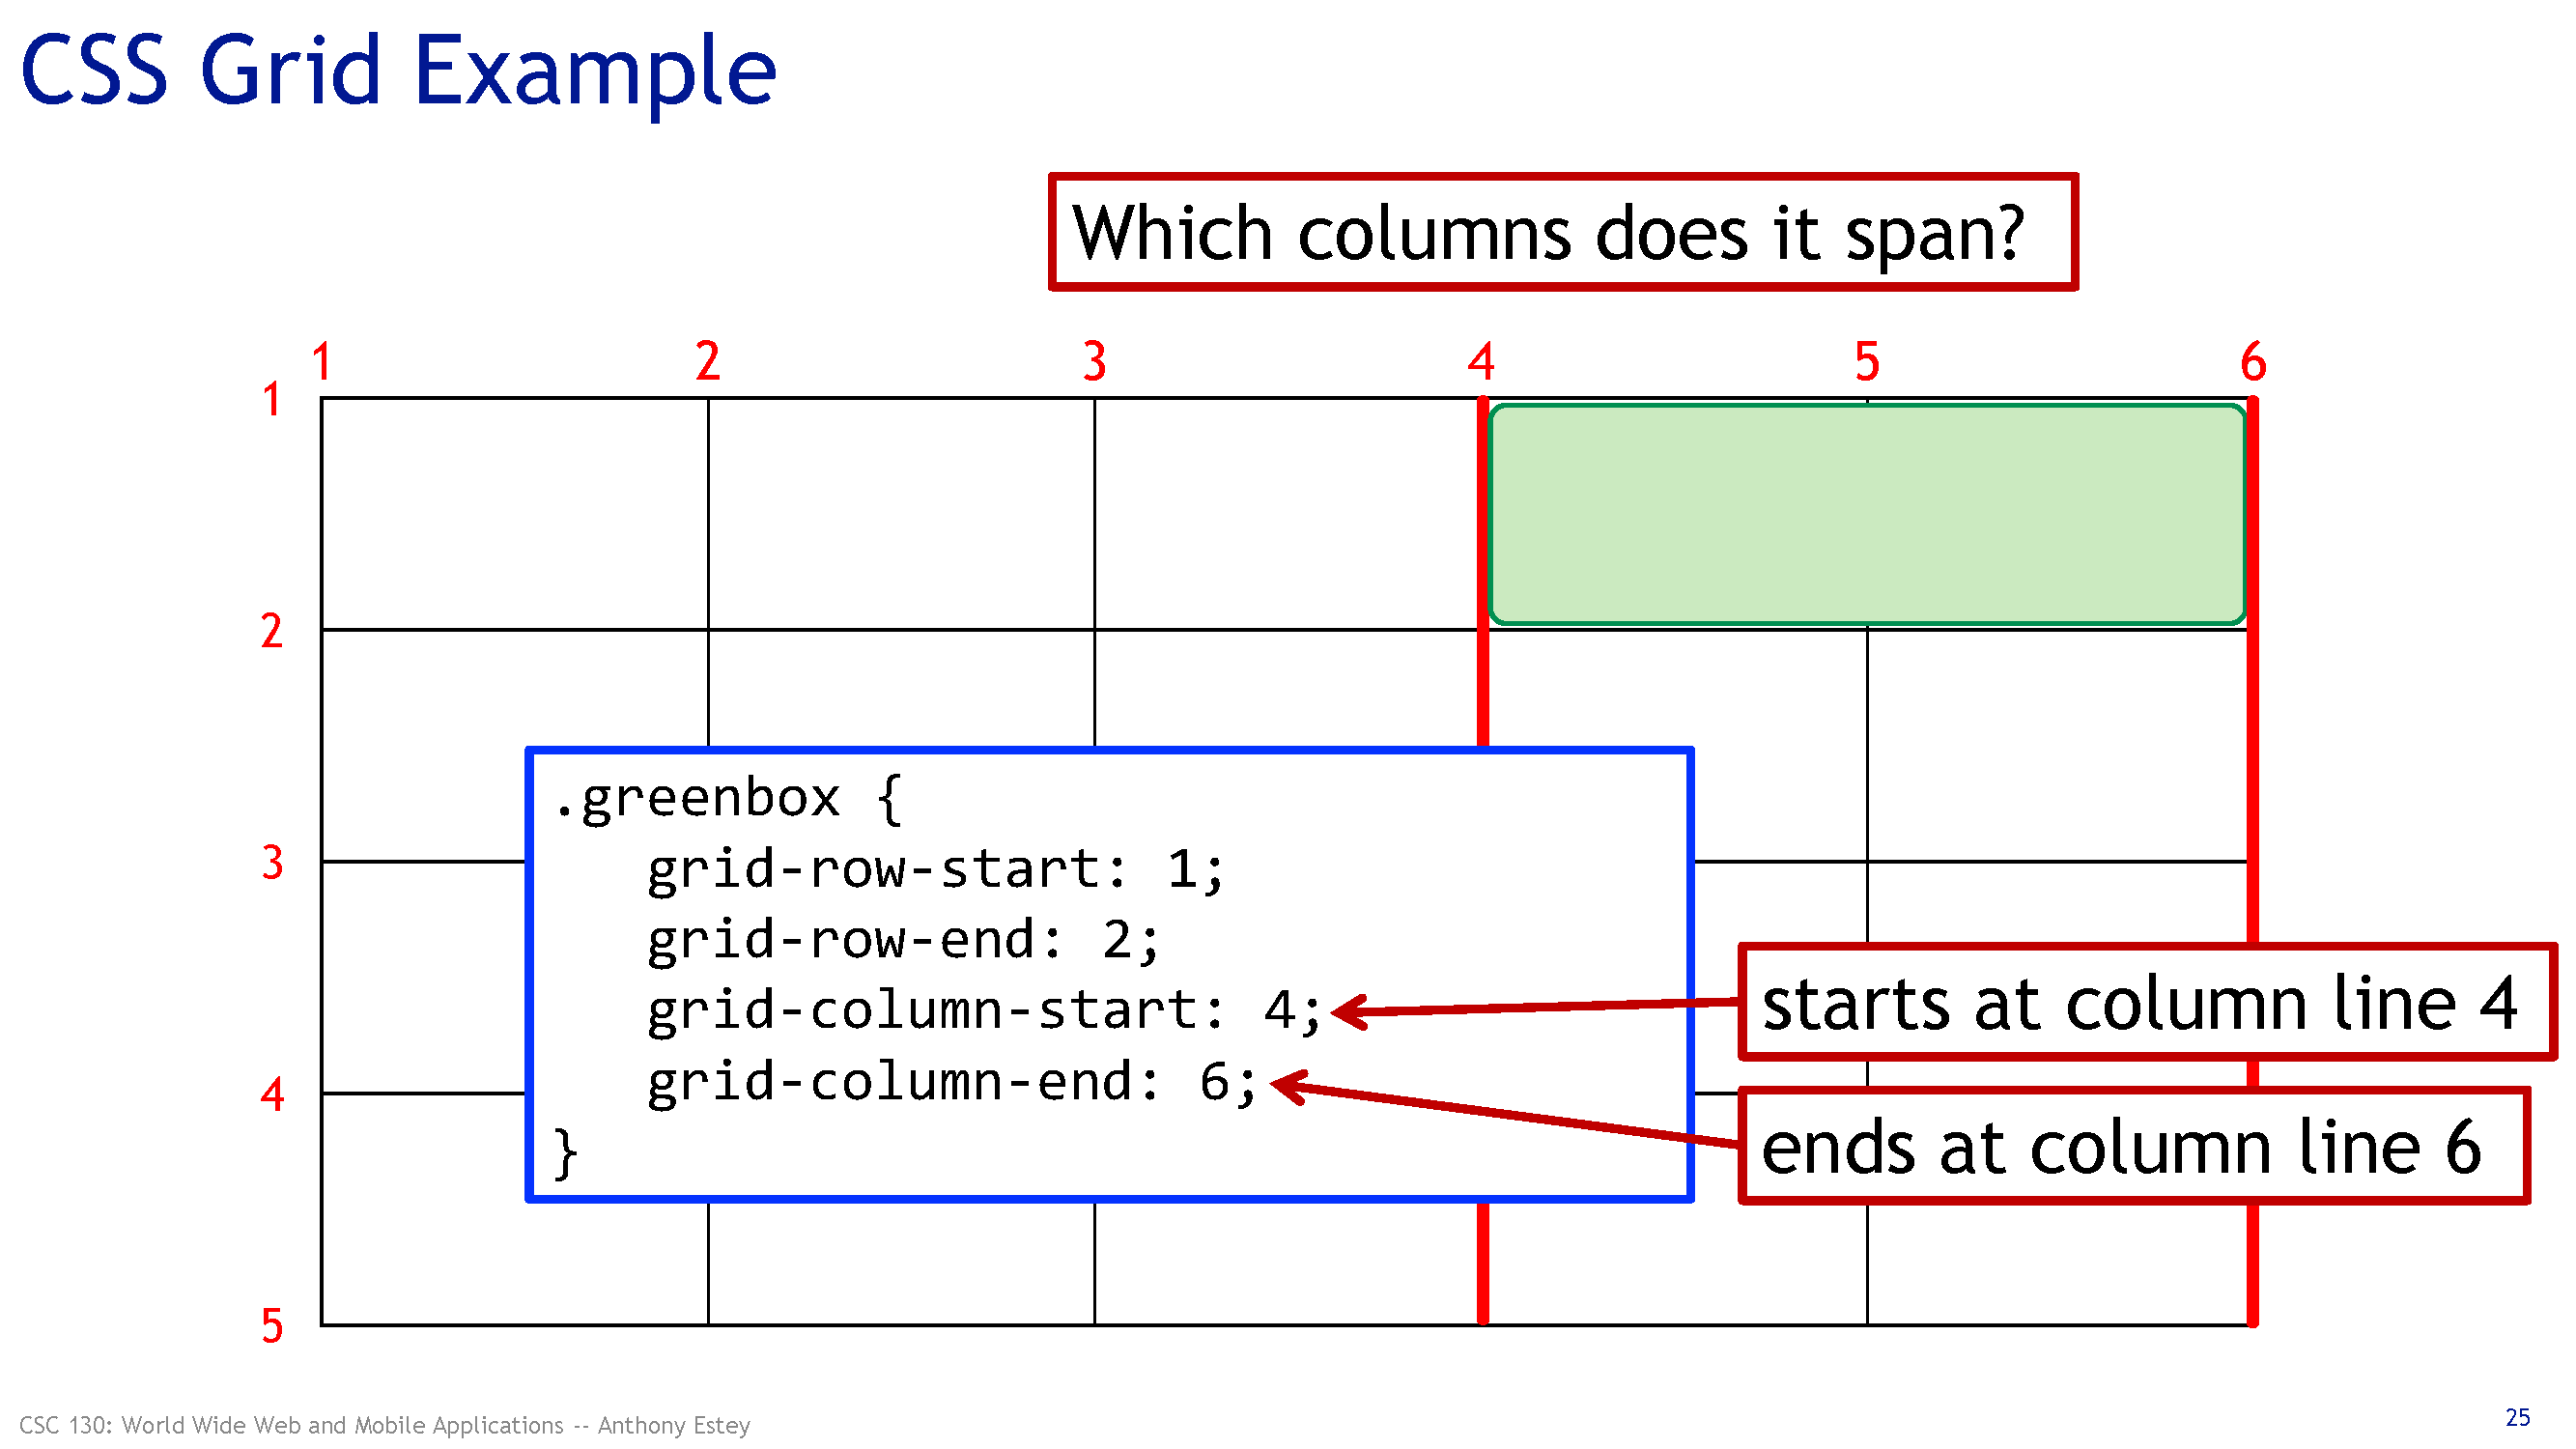 CSS Grid Example
Which columns does it span?
1 2 3 4 5 6
1
2
3
4
5
.greenbox {
grid-row-start: 1;
grid-row-end: 2;
grid-column-start: 4;
grid-column-end: 6;
}
starts at column line 4
ends at column line 6
CSC 130: World Wide Web and Mobile Applications -- Anthony Estey
25